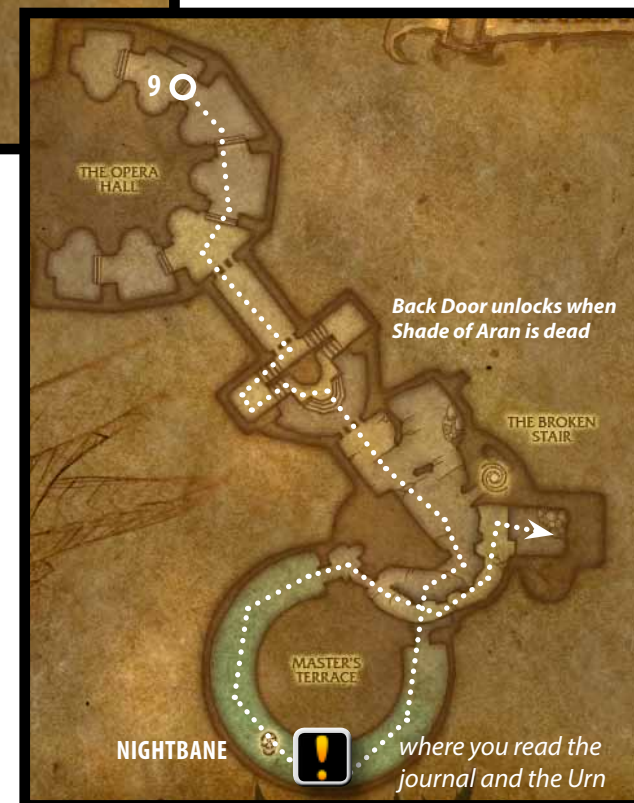 9
THE OPERA
HALL
Back Door unlocks when
Shade of Aran is dead
THE BROKEN
STAIR
MASTER'S
TERRACE
NIGHTBANE
!
where you read the
journal and the Urn